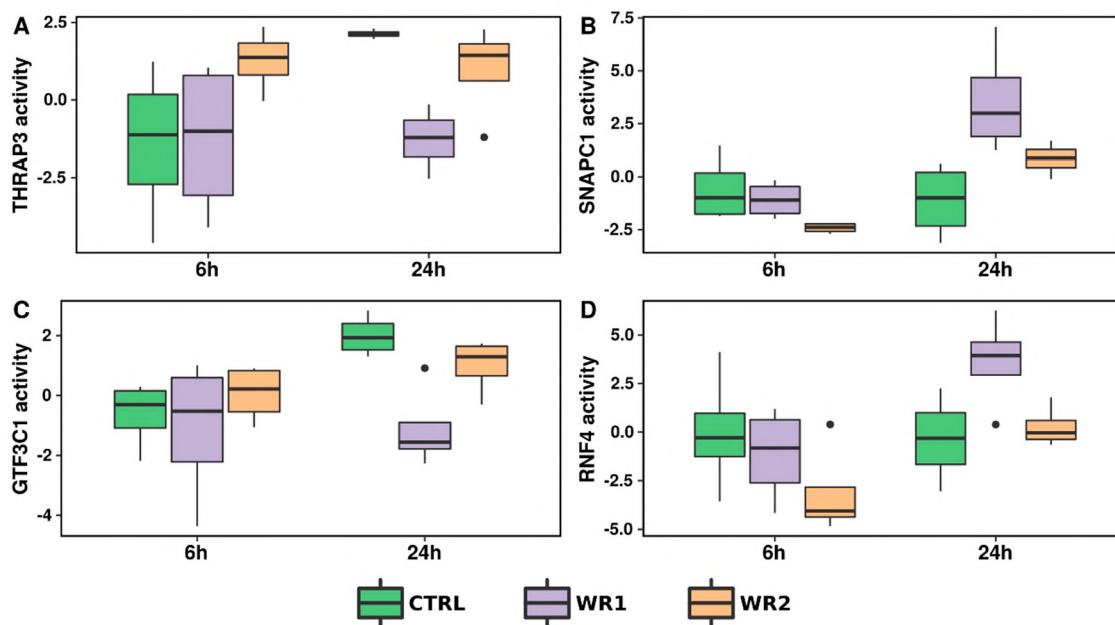 A
THRAP3 activity
2.5
0.0
-2.5
6h
24h
B
SNAPC1 activity
7.5
5.0
2.5
0.0
-2.5
6h
24h
C
GTF3C1 activity
2
0
-2
-4
6h
24h
D
RNF4 activity
5.0
2.5
0.0
-2.5
-5.0
6h
24h
CTRL
WR1
WR2